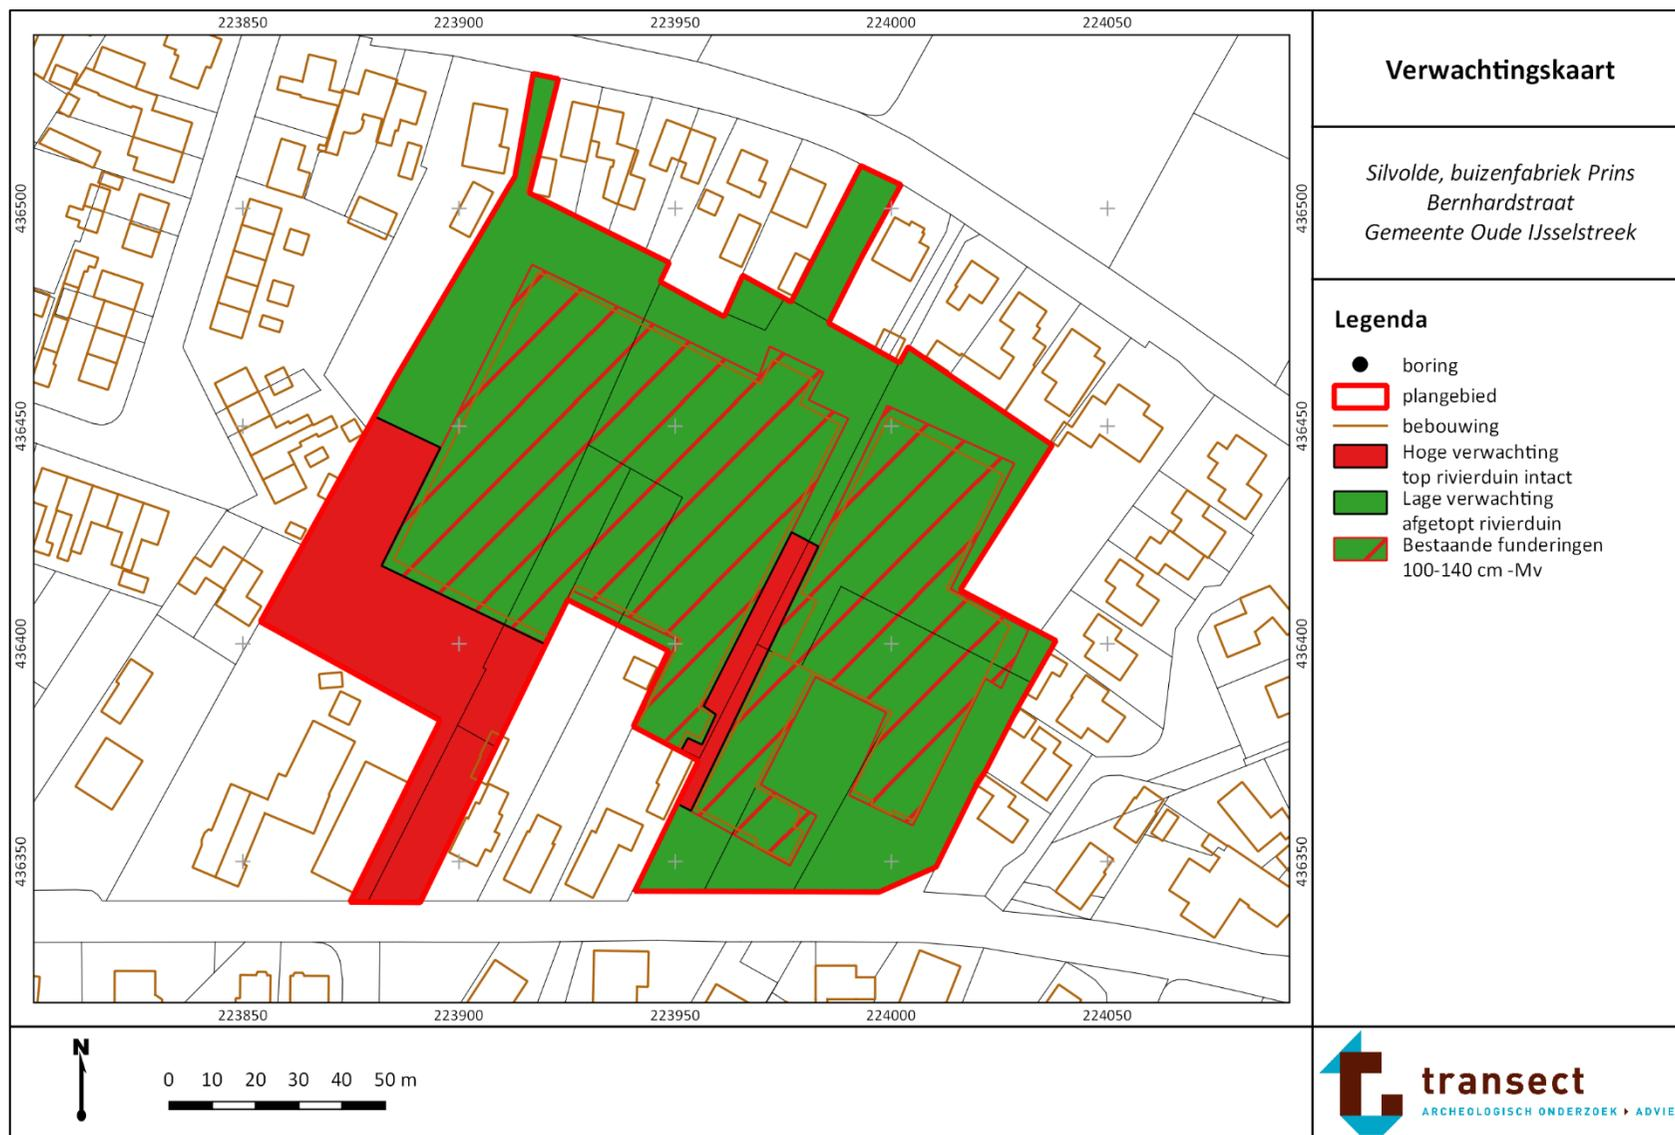 223850 223900 223950 224000 224050
436500 436500
436450 436450
436400 436400
436350 436350
223850 223900 223950 224000 224050
N
0 10 20 30 40 50 m
Verwachtingskaart
Silvolde, buizenfabriek Prins
Bernhardstraat
Gemeente Oude IJsselstreek
Legenda
boring
plangebied
bebouwing
Hoge verwachting
top rivierduin intact
Lage verwachting
afgetopt rivierduin
Bestaande funderingen
100-140 cm -Mv
transect
ARCHEOLOGISCH ONDERZOEK ADVIE